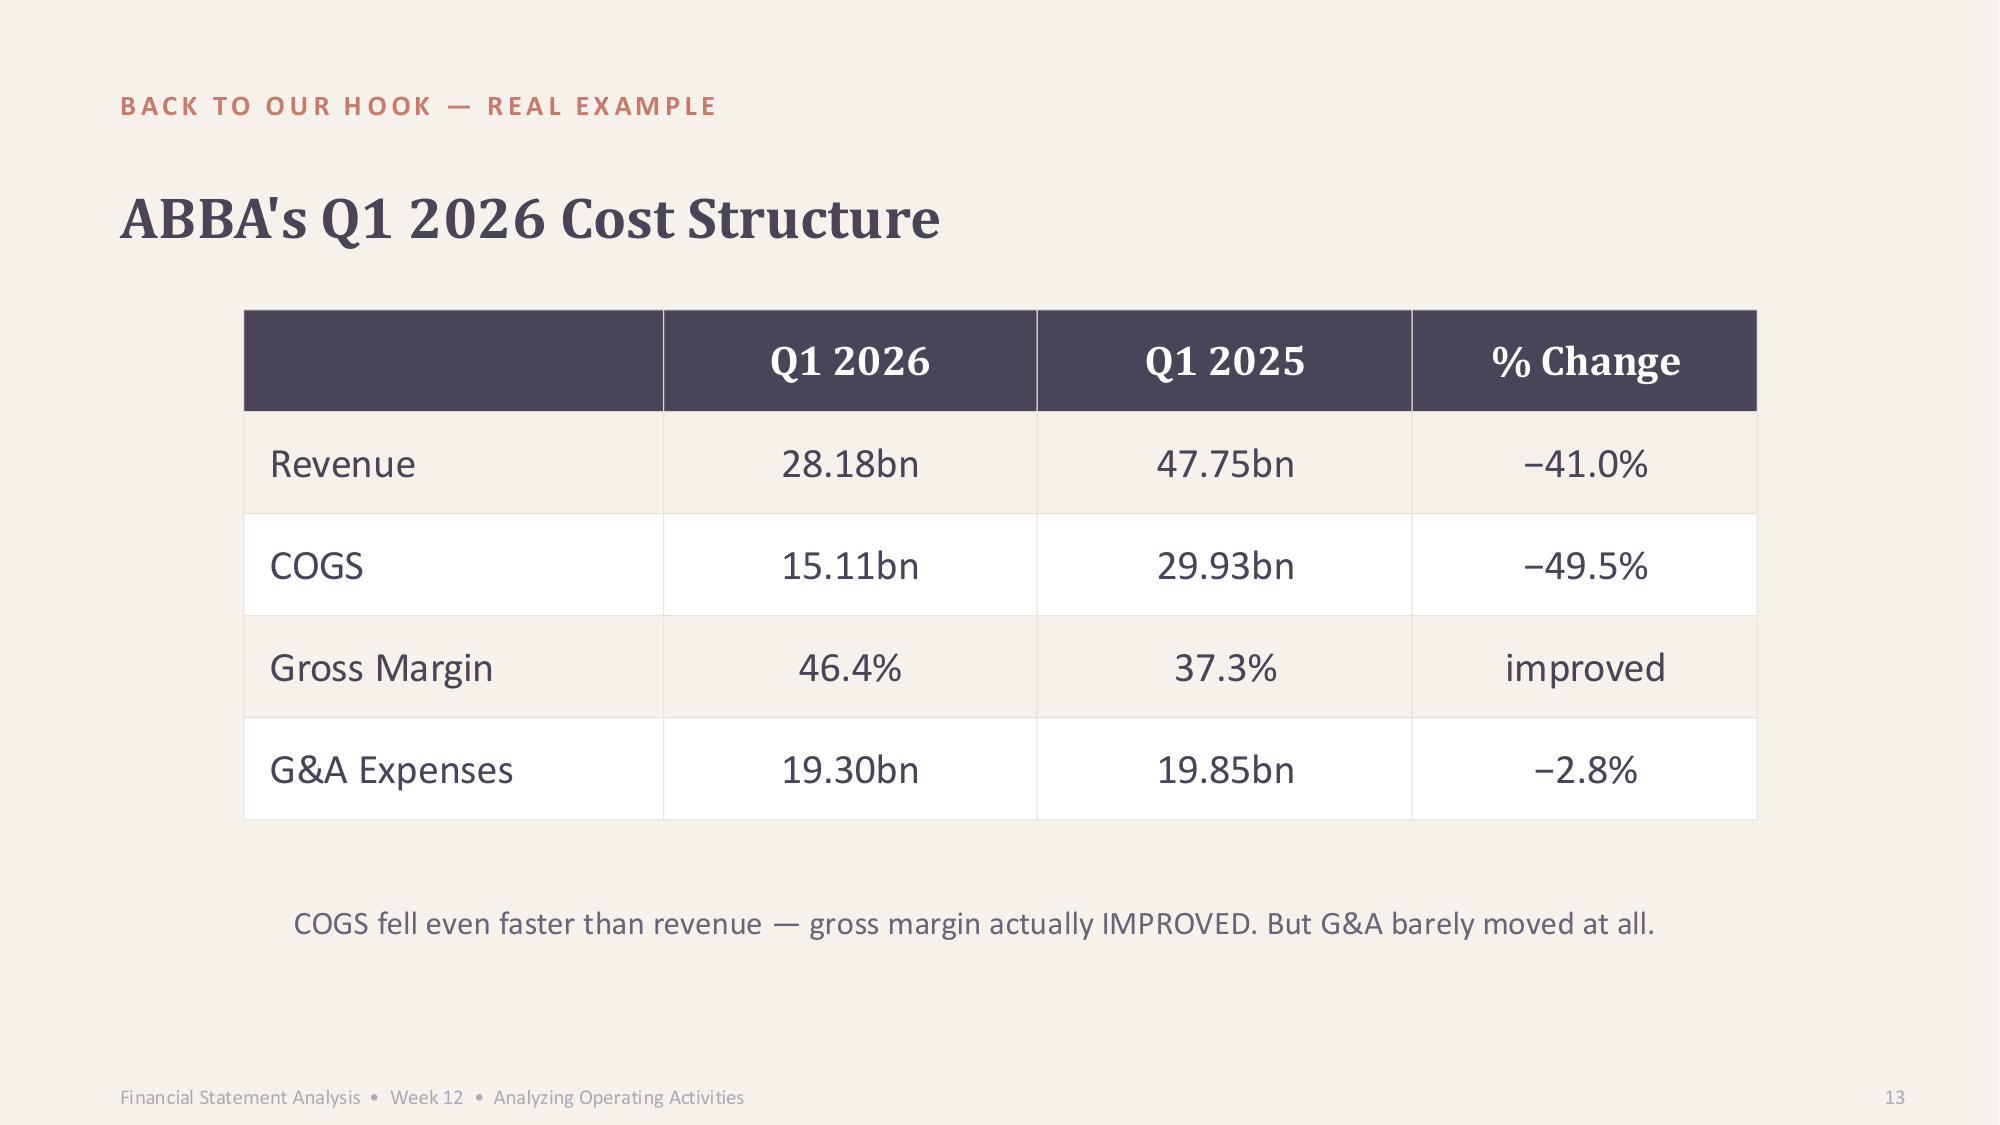 BACK TO OUR HOOK — REAL EXAMPLE
ABBA's Q1 2026 Cost Structure
Q1 2026 Q1 2025 % Change
Revenue 28.18bn 47.75bn −41.0%
COGS 15.11bn 29.93bn −49.5%
Gross Margin 46.4% 37.3% improved
G&A Expenses 19.30bn 19.85bn −2.8%
COGS fell even faster than revenue — gross margin actually IMPROVED. But G&A barely moved at all.
Financial Statement Analysis • Week 12 • Analyzing Operating Activities 13